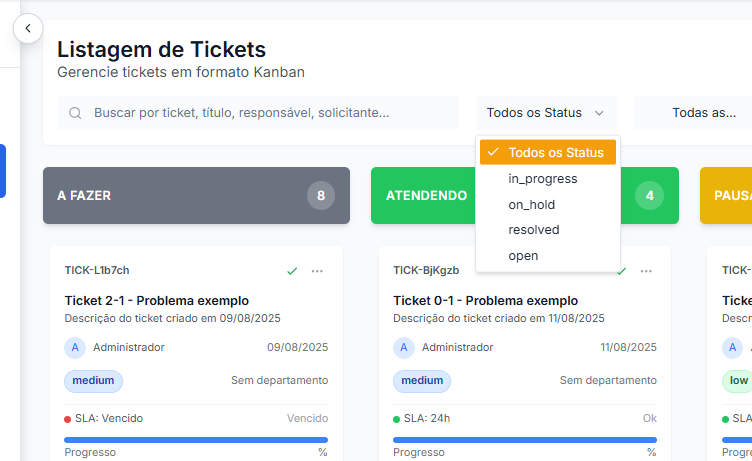 Listagem de Tickets
Gerencie tickets em formato Kanban
Buscar por ticket, título, responsável, solicitante...
Todos os Status
Todas as...
Todos os Status
in_progress
on_hold
resolved
open
A FAZER
8
ATENDENDO
4
PAUSA
TICK-L1b7ch
Ticket 2-1 - Problema exemplo
Descrição do ticket criado em 09/08/2025
A Administrador 09/08/2025
medium Sem departamento
SLA: Vencido Vencido
Progresso %
TICK-BjKgzb
Ticket 0-1 - Problema exemplo
Descrição do ticket criado em 11/08/2025
A Administrador 11/08/2025
medium Sem departamento
SLA: 24h Ok
Progresso %
TICK-
Ticket
Descri
A Ad
low
SLA
Progr